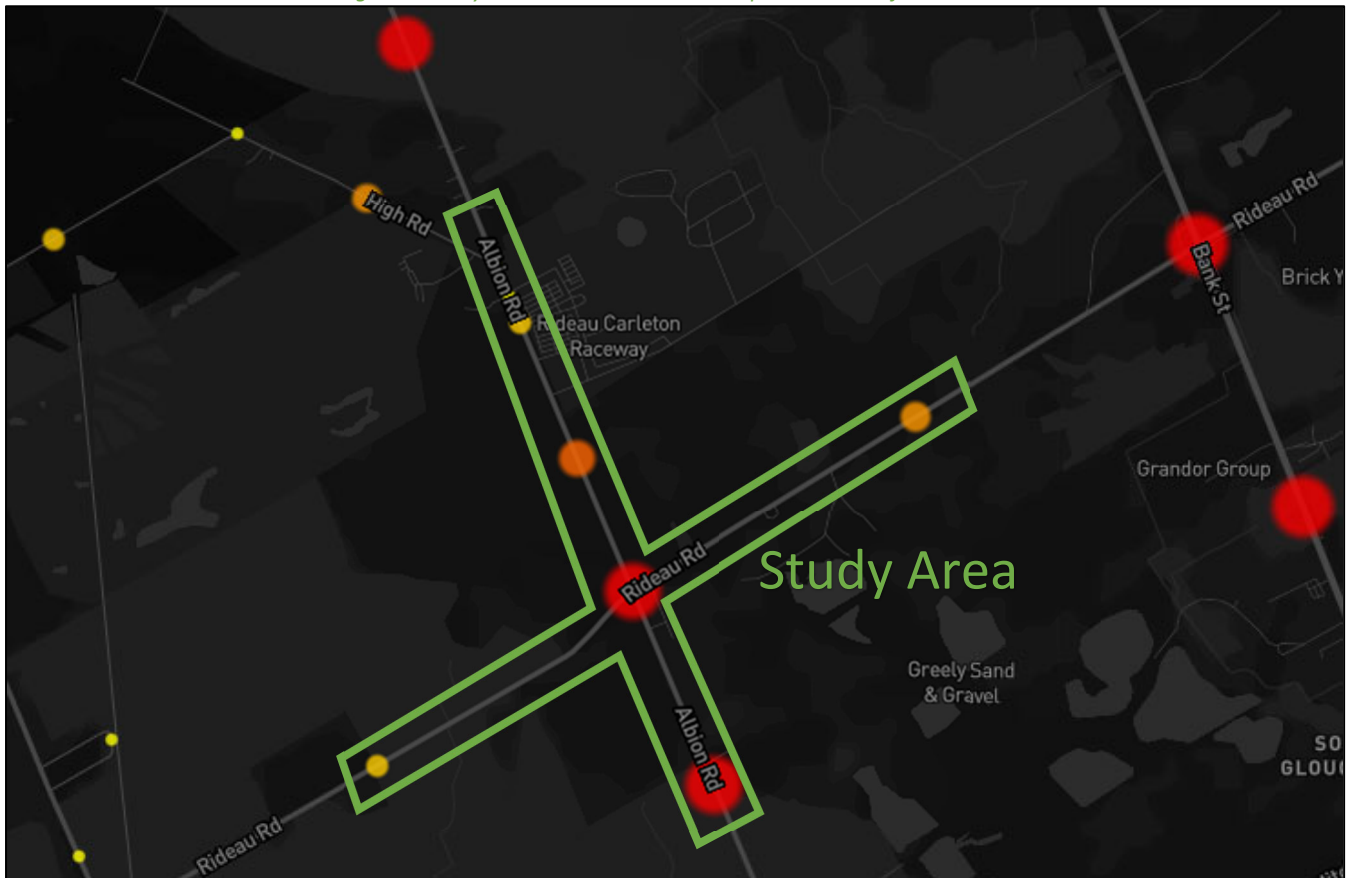 High Rd
Albion Rd
Rideau Carleton
Raceway
Rideau Rd
Bank St
Brick Y
Grandor Group
Rideau Rd
Study Area
Greely Sand
& Gravel
Albion Rd
SO
GLOU
Rideau Rd